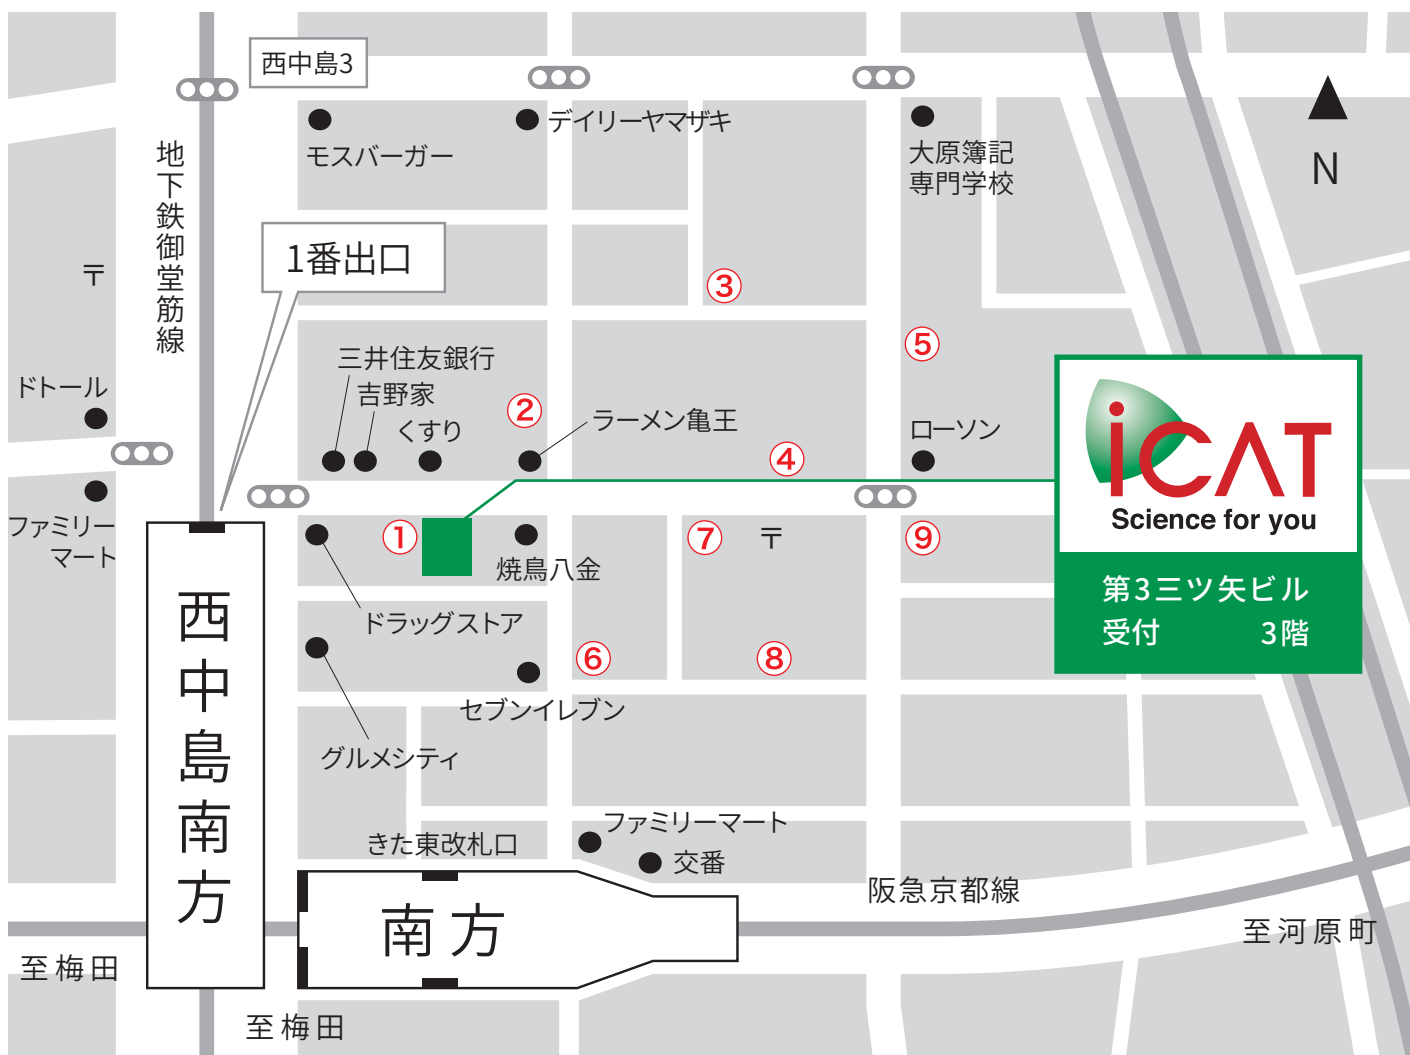 西中島3
デイリーヤマザキ
モスバーガー
大原簿記
専門学校
N
地下鉄御堂筋線
1番出口
〒
③
⑤
三井住友銀行
吉野家
くすり
②
ラーメン亀王
ドトール
ローソン
④
iCAT
Science for you
第3三ツ矢ビル
受付 3階
ファミリー
マート
①
焼鳥八金
⑦
〒
⑨
ドラッグストア
⑥
⑧
セブンイレブン
グルメシティ
西中島南方
きた東改札口
ファミリーマート
交番
南方
阪急京都線
至河原町
至梅田
至梅田